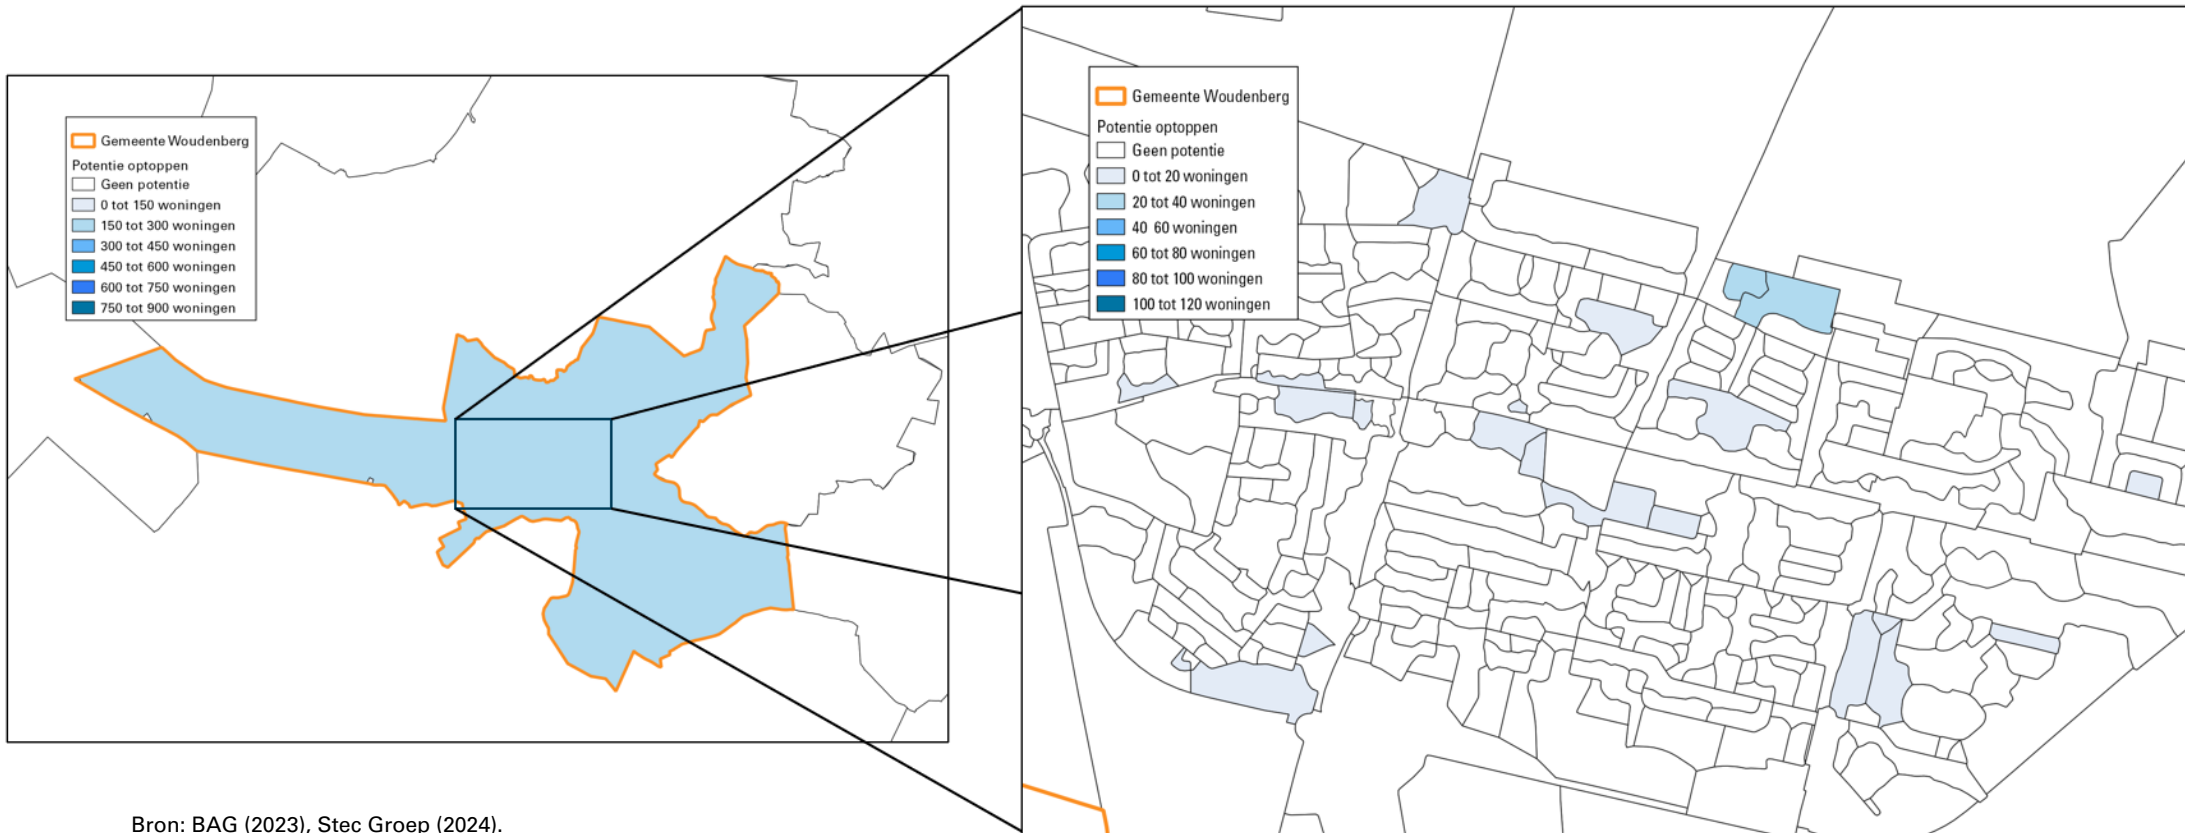 Gemeente Woudenberg
Potentie optoppen
Geen potentie
0 tot 150 woningen
150 tot 300 woningen
300 tot 450 woningen
450 tot 600 woningen
600 tot 750 woningen
750 tot 900 woningen
Gemeente Woudenberg
Potentie optoppen
Geen potentie
0 tot 20 woningen
20 tot 40 woningen
40 60 woningen
60 tot 80 woningen
80 tot 100 woningen
100 tot 120 woningen
Bron: BAG (2023), Stec Groep (2024).